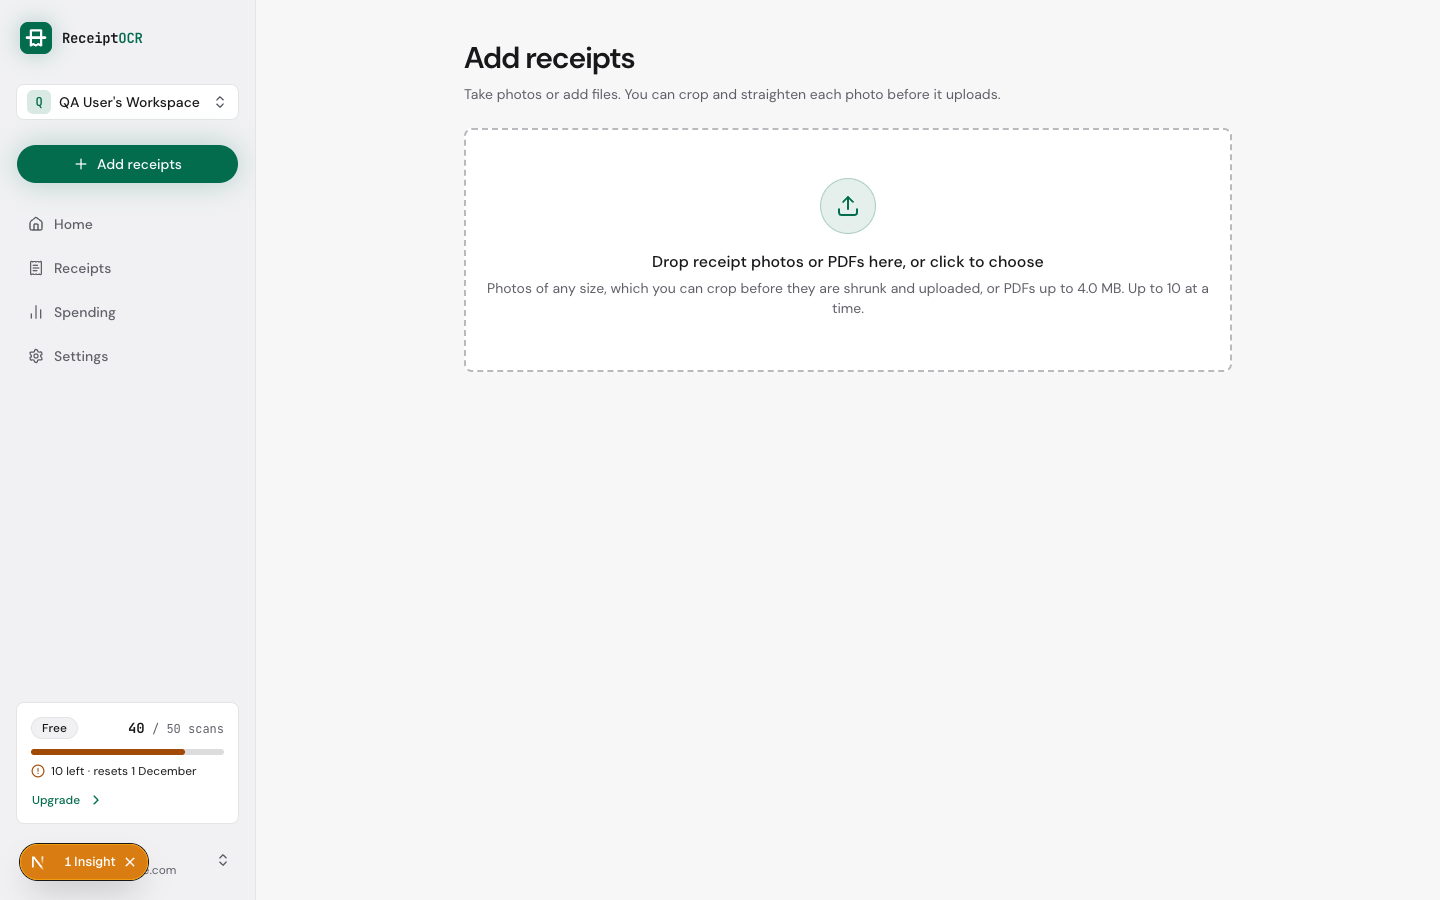 ReceiptOCR
Q QA User's Workspace
Add receipts
Home
Receipts
Spending
Settings
Free 40 / 50 scans
10 left · resets 1 December
Upgrade
1 Insight
e.com
Add receipts
Take photos or add files. You can crop and straighten each photo before it uploads.
Drop receipt photos or PDFs here, or click to choose
Photos of any size, which you can crop before they are shrunk and uploaded, or PDFs up to 4.0 MB. Up to 10 at a
time.